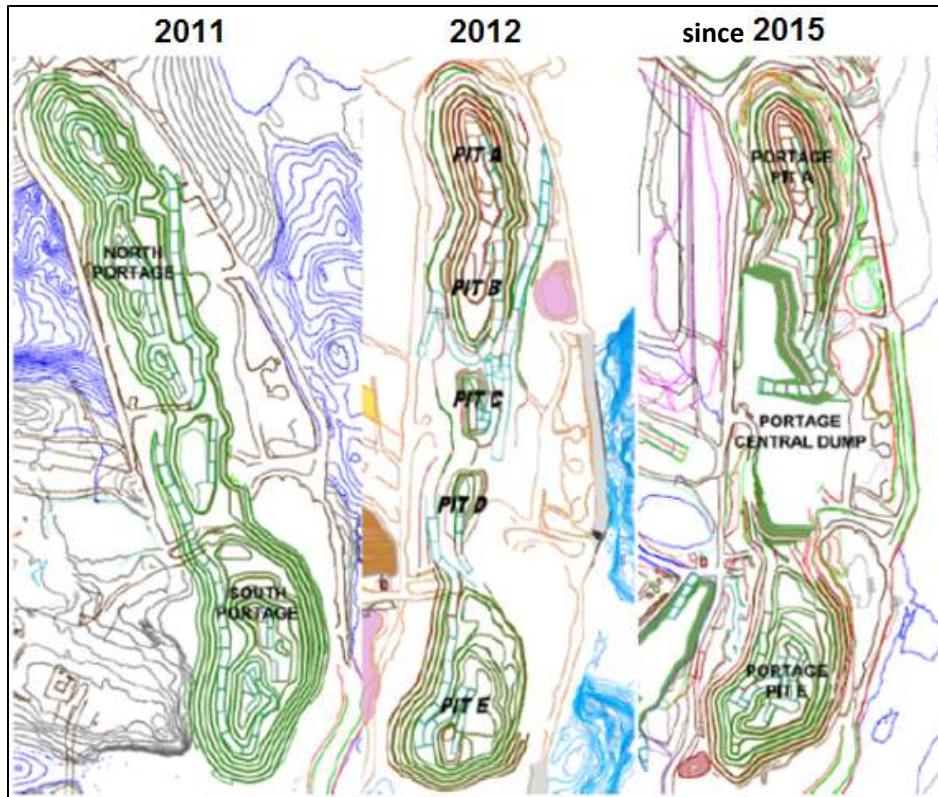 2011
2012
since 2015
NORTH
PORTAGE
SOUTH
PORTAGE
PIT A
PIT B
PIT C
PIT D
PIT E
PORTAGE
PIT A
PORTAGE
CENTRAL DUMP
PORTAGE
PIT E